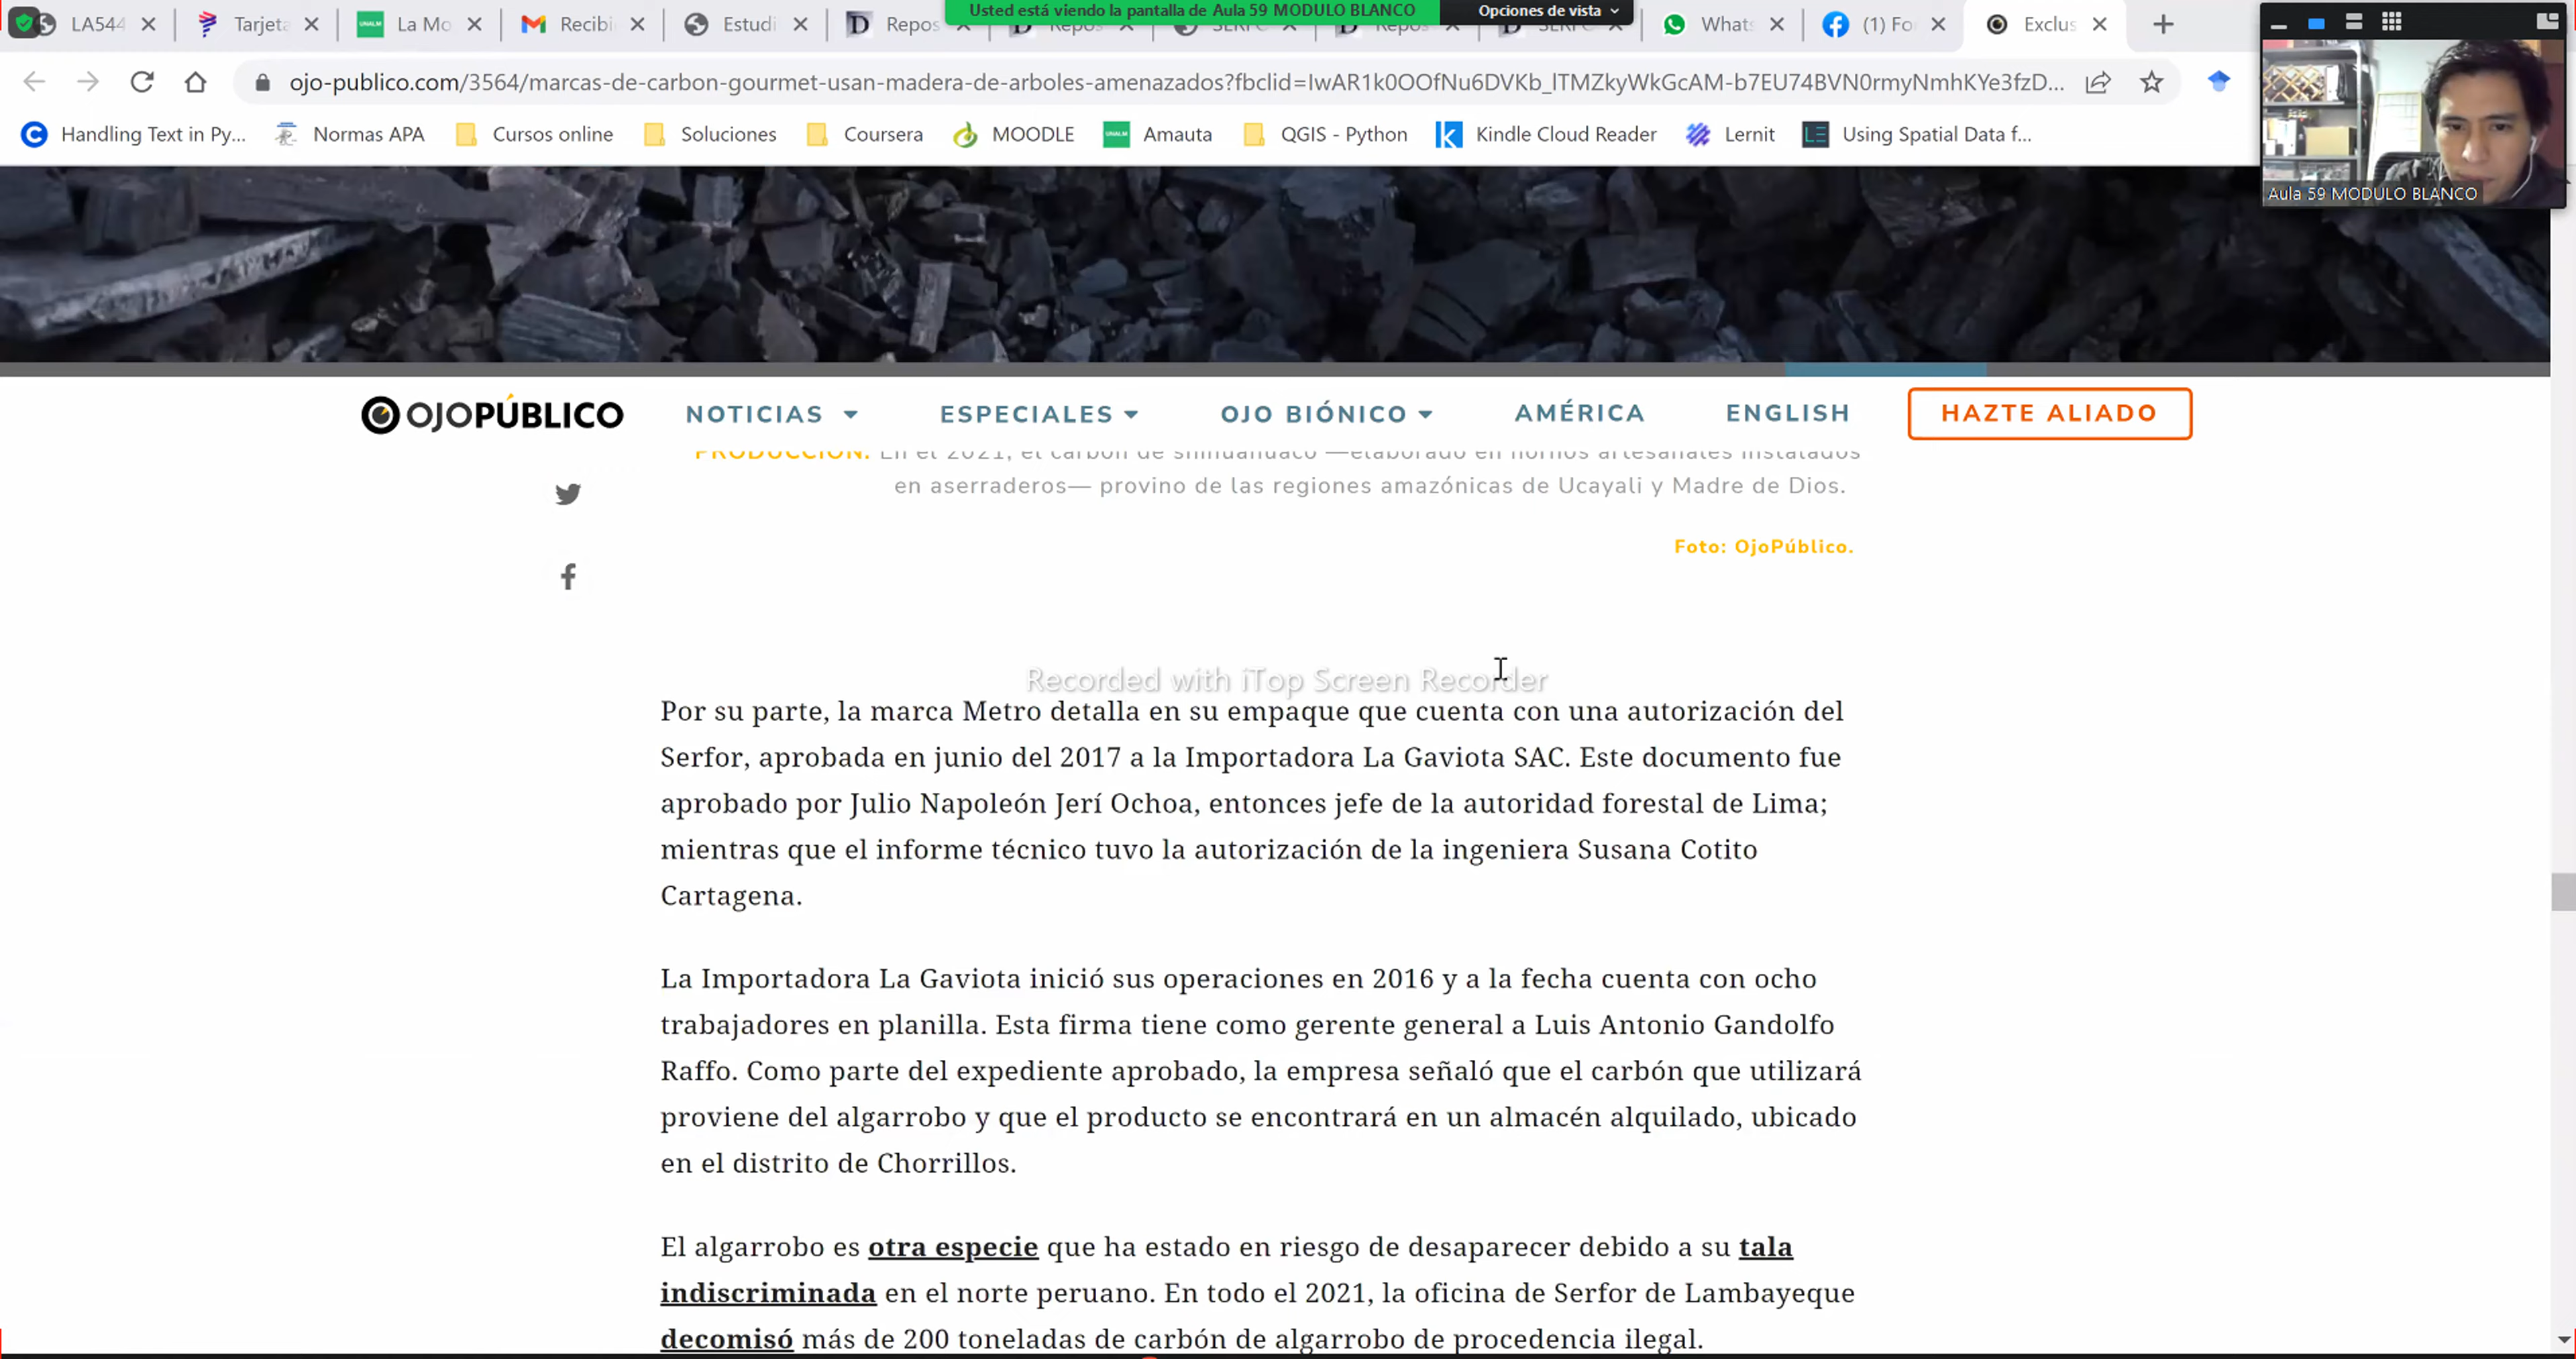 LA544 Tarjeta La Mo Recibi Estudi Repos Usted está viendo la pantalla de Aula 59 MODULO BLANCO Opciones de vista Whats (1) Fo Exclus
ojo-publico.com/3564/marcas-de-carbon-gourmet-usan-madera-de-arboles-amenazados?fbclid=IwAR1k0OOfNu6DVKb_lTMZkyWkGcAM-b7EU74BVN0rmyNmhKYe3fzD...
Handling Text in Py... Normas APA Cursos online Soluciones Coursera MOODLE Amauta QGIS - Python Kindle Cloud Reader Lernit Using Spatial Data f...
Aula 59 MODULO BLANCO
OJOPÚBLICO NOTICIAS ESPECIALES OJO BIÓNICO AMÉRICA ENGLISH HAZTE ALIADO
PRODUCCIÓN. En el 2021, el carbón de shihuahuaco —elaborado en hornos artesanales instalados
en aserraderos— provino de las regiones amazónicas de Ucayali y Madre de Dios.
Foto: OjoPúblico.
Recorded with iTop Screen Recorder
Por su parte, la marca Metro detalla en su empaque que cuenta con una autorización del
Serfor, aprobada en junio del 2017 a la Importadora La Gaviota SAC. Este documento fue
aprobado por Julio Napoleón Jerí Ochoa, entonces jefe de la autoridad forestal de Lima;
mientras que el informe técnico tuvo la autorización de la ingeniera Susana Cotito
Cartagena.
La Importadora La Gaviota inició sus operaciones en 2016 y a la fecha cuenta con ocho
trabajadores en planilla. Esta firma tiene como gerente general a Luis Antonio Gandolfo
Raffo. Como parte del expediente aprobado, la empresa señaló que el carbón que utilizará
proviene del algarrobo y que el producto se encontrará en un almacén alquilado, ubicado
en el distrito de Chorrillos.
El algarrobo es otra especie que ha estado en riesgo de desaparecer debido a su tala
indiscriminada en el norte peruano. En todo el 2021, la oficina de Serfor de Lambayeque
decomisó más de 200 toneladas de carbón de algarrobo de procedencia ilegal.